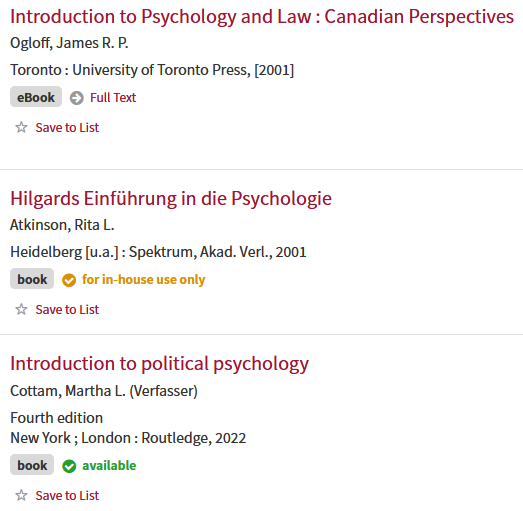 Introduction to Psychology and Law : Canadian Perspectives
Ogloff, James R. P.
Toronto : University of Toronto Press, [2001]
eBook Full Text
Save to List
Hilgards Einführung in die Psychologie
Atkinson, Rita L.
Heidelberg [u.a.] : Spektrum, Akad. Verl., 2001
book for in-house use only
Save to List
Introduction to political psychology
Cottam, Martha L. (Verfasser)
Fourth edition
New York ; London : Routledge, 2022
book available
Save to List